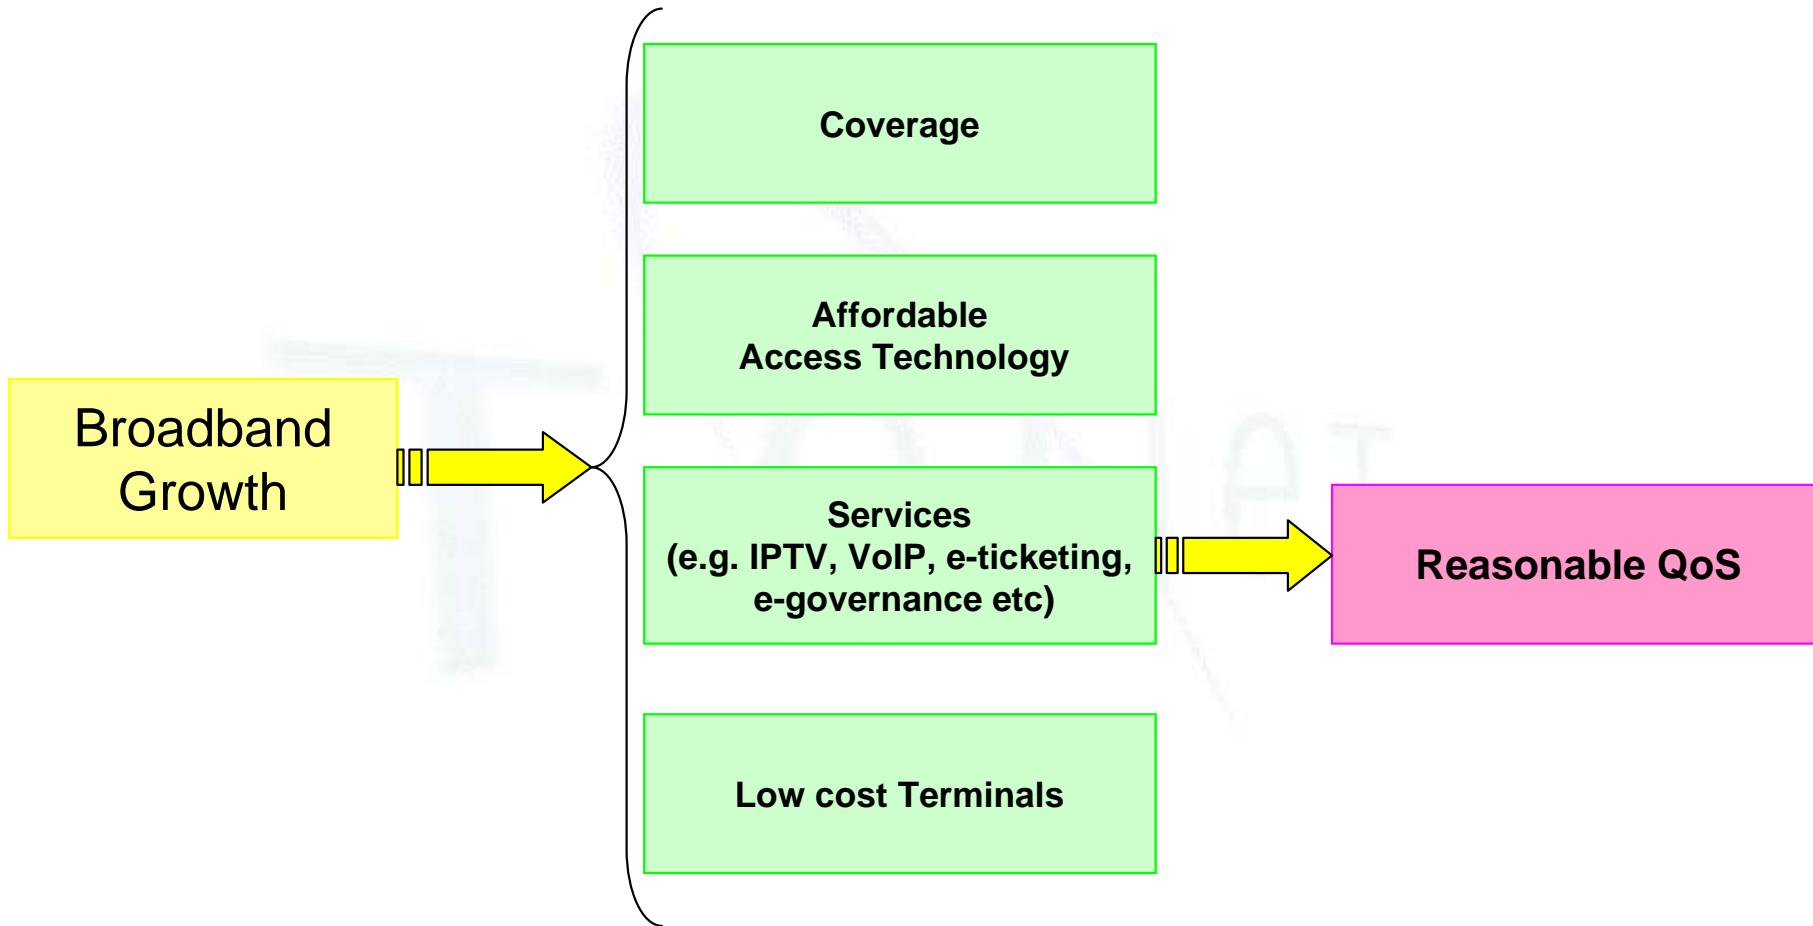 Coverage
Affordable
Access Technology
Broadband
Growth
Services
(e.g. IPTV, VoIP, e-ticketing,
e-governance etc)
Reasonable QoS
Low cost Terminals